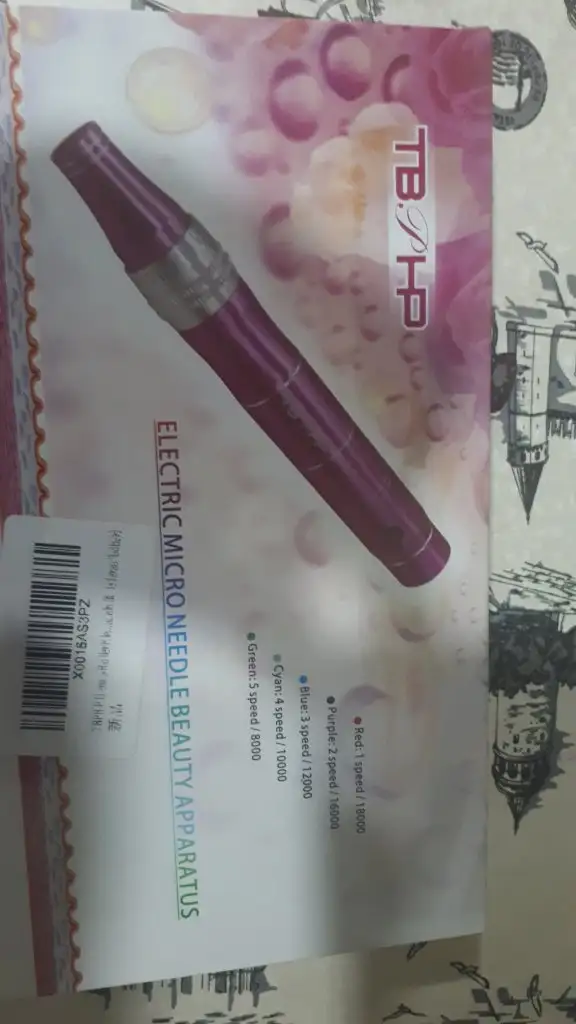 TB PHP
ELECTRIC MICRO NEEDLE BEAUTY APPARATUS
Red: 1 speed / 18000
Purple: 2 speed / 16000
Blue: 3 speed / 12000
Cyan: 4 speed / 10000
Green: 5 speed / 8000
X0016ASSPZ